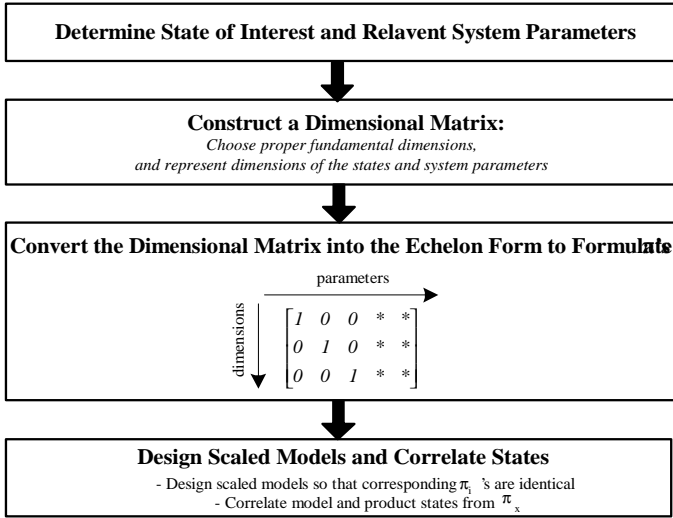 Determine State of Interest and Relavent System Parameters
Construct a Dimensional Matrix:
Choose proper fundamental dimensions,
and represent dimensions of the states and system parameters
Convert the Dimensional Matrix into the Echelon Form to Formulate π's
parameters
dimensions
1 0 0 * *
0 1 0 * *
0 0 1 * *
Design Scaled Models and Correlate States
- Design scaled models so that corresponding π_i 's are identical
- Correlate model and product states from π_x